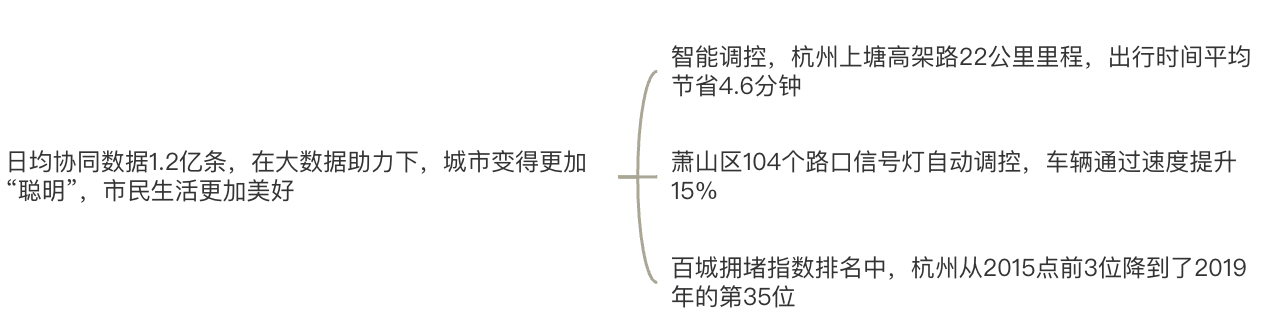 日均协同数据1.2亿条，在大数据助力下，城市变得更加
“聪明”，市民生活更加美好
智能调控，杭州上塘高架路22公里里程，出行时间平均
节省4.6分钟
萧山区104个路口信号灯自动调控，车辆通过速度提升
15%
百城拥堵指数排名中，杭州从2015点前3位降到了2019
年的第35位